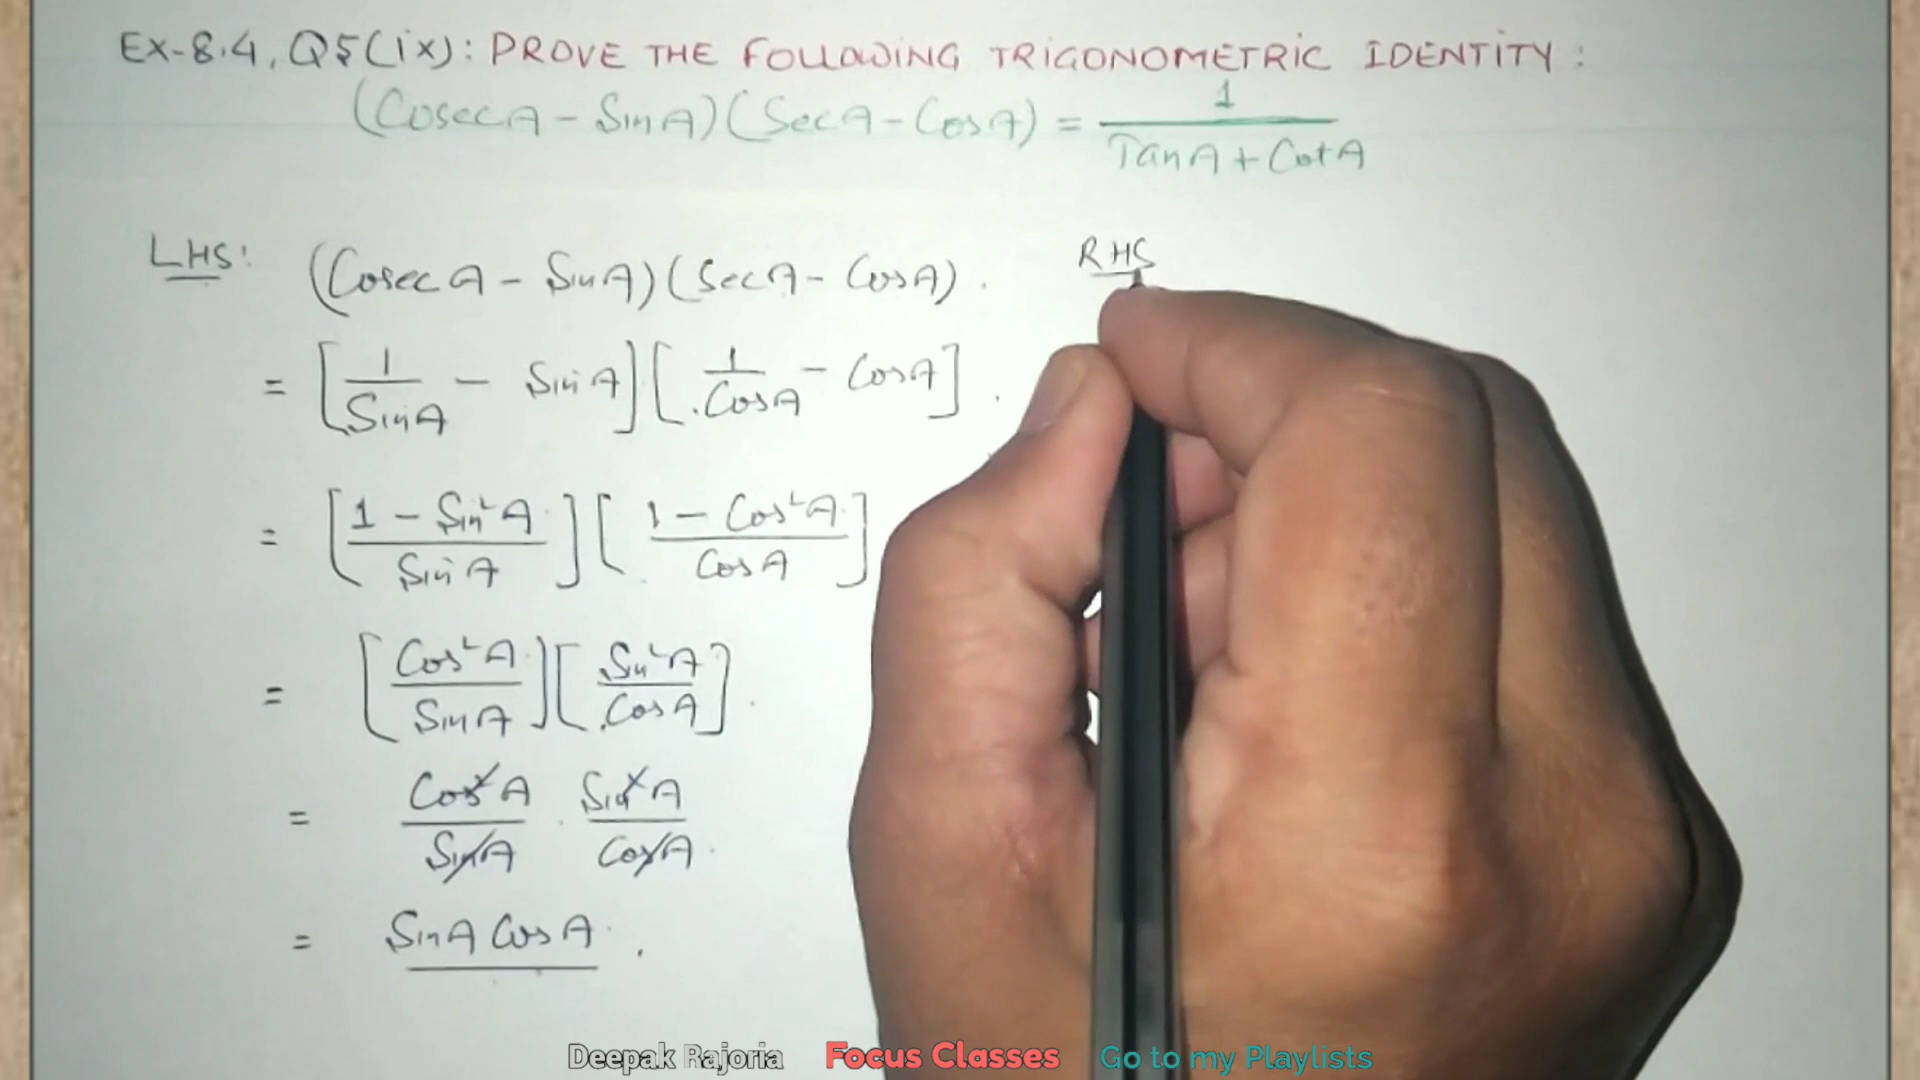 EX-8.4, Q5(ix): PROVE THE FOLLOWING TRIGONOMETRIC IDENTITY:
(CosecA - SinA)(SecA - CosA) = 1/(TanA + CotA)
LHS: (CosecA - SinA)(SecA - CosA).
= [1/SinA - SinA][1/CosA - CosA].
= [(1 - Sin²A)/SinA][(1 - Cos²A)/CosA]
= [Cos²A/SinA][Sin²A/CosA].
= Cos²A/SinA . Sin²A/CosA.
= SinA CosA.
RHS
Deepak Rajoria Focus Classes Go to my Playlists